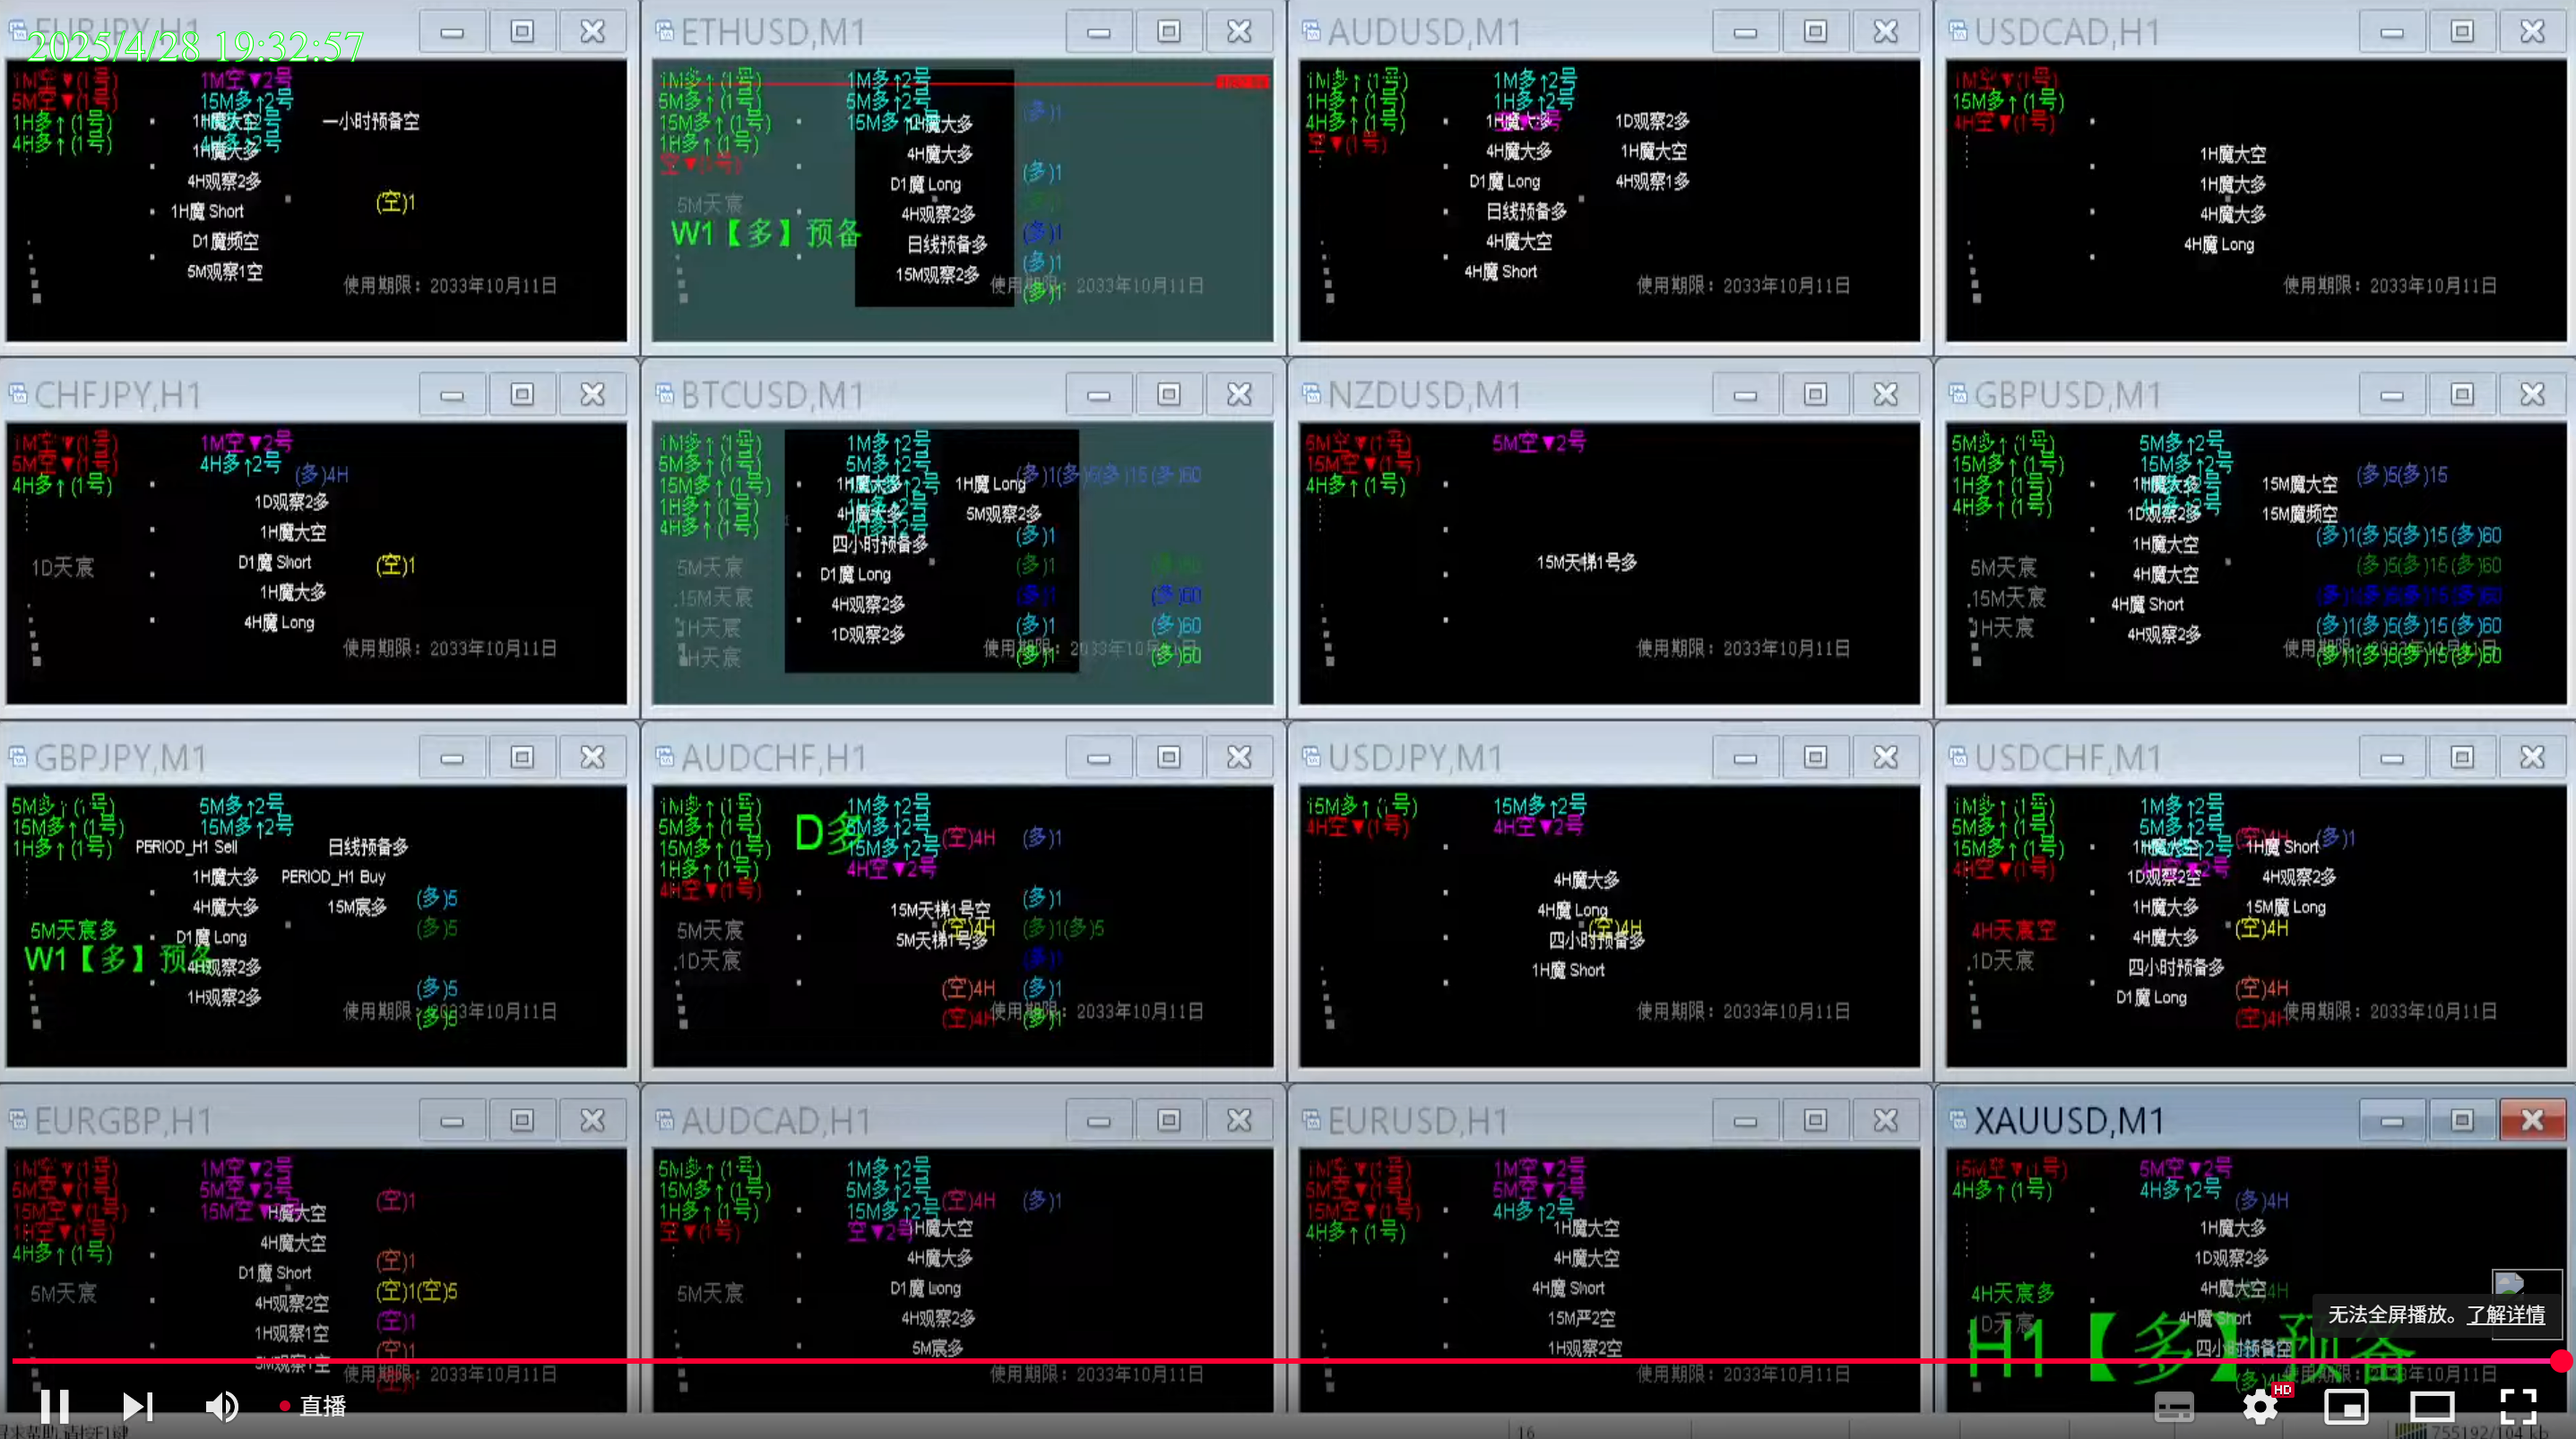 EURJPY,H1
2025/4/28 19:32:57
1M空▼(1号)
1M空▼2号
5M空▼(1号)
15M多↑2号
1H多↑(1号)
1H魔大空
一小时预备空
4H多↑(1号)
1H魔大多
4H观察2多
1H魔 Short
(空)1
D1魔频空
5M观察1空
使用期限：2033年10月11日
ETHUSD,M1
1M多↑(1号)
1M多↑2号
5M多↑(1号)
5M多↑2号
15M多↑(1号)
15M多↑2号
1H魔大多
(多)1
1H多↑(1号)
4H魔大多
空▼(1号)
(多)1
D1魔 Long
5M天宸
4H观察2多
W1【多】预备
(多)1
日线预备多
(多)1
15M观察2多
(多)1
使用期限：2033年10月11日
AUDUSD,M1
1M多↑(1号)
1M多↑2号
1H多↑(1号)
1H多↑2号
4H多↑(1号)
1H魔大多
1D观察2多
空▼(1号)
4H魔大多
1H魔大空
D1魔 Long
4H观察1多
日线预备多
4H魔大空
4H魔 Short
使用期限：2033年10月11日
USDCAD,H1
1M空▼(1号)
15M多↑(1号)
4H空▼(1号)
1H魔大空
1H魔大多
4H魔大多
4H魔 Long
使用期限：2033年10月11日
CHFJPY,H1
1M空▼(1号)
1M空▼2号
5M空▼(1号)
4H多↑2号
(多)4H
4H多↑(1号)
1D观察2多
1H魔大空
1D天宸
D1魔 Short
(空)1
1H魔大多
4H魔 Long
使用期限：2033年10月11日
BTCUSD,M1
1M多↑(1号)
1M多↑2号
5M多↑(1号)
5M多↑2号
15M多↑(1号)
1H魔大多
1H魔 Long
1H多↑(1号)
4H魔大多
5M观察2多
4H多↑(1号)
四小时预备多
(多)1
5M天宸
D1魔 Long
(多)1
15M天宸
4H观察2多
(多)1
(多)60
1H天宸
1D观察2多
(多)1
(多)60
(多)1
(多)60
使用期限：2033年10月11日
NZDUSD,M1
5M空▼(1号)
5M空▼2号
15M空▼(1号)
4H多↑(1号)
15M天梯1号多
使用期限：2033年10月11日
GBPUSD,M1
5M多↑(1号)
5M多↑2号
15M多↑(1号)
15M多↑2号
(多)5(多)15
1H多↑(1号)
1H魔大多
15M魔大空
4H多↑(1号)
1D观察2多
15M魔频空
1H魔大空
(多)1(多)5(多)15(多)60
5M天宸
4H魔大空
(多)5(多)15(多)60
15M天宸
4H魔 Short
(多)1(多)5(多)15(多)60
1H天宸
4H观察2多
(多)1(多)5(多)15(多)60
(多)1(多)5(多)15(多)60
GBPJPY,M1
5M多↑(1号)
5M多↑2号
15M多↑(1号)
15M多↑2号
1H多↑(1号)
PERIOD_H1 Sell
日线预备多
1H魔大多
PERIOD_H1 Buy
4H魔大多
15M宸多
(多)5
5M天宸多
D1魔 Long
(多)5
W1【多】预备
4H观察2多
1H观察2多
(多)5
(多)5
使用期限：2033年10月11日
AUDCHF,H1
1M多↑(1号)
1M多↑2号
5M多↑(1号)
D多
5M多↑2号
15M多↑(1号)
15M多↑2号
(空)4H
(多)1
1H多↑(1号)
4H空▼2号
4H空▼(1号)
15M天梯1号空
(多)1
5M天宸
(空)4H
(多)1(多)5
5M天梯1号多
1D天宸
(多)1
(空)4H
(多)1
(空)4H
(多)1
使用期限：2033年10月11日
USDJPY,M1
15M多↑(1号)
15M多↑2号
4H空▼(1号)
4H空▼2号
4H魔大多
4H魔 Long
(空)4H
四小时预备多
1H魔 Short
使用期限：2033年10月11日
USDCHF,M1
1M多↑(1号)
1M多↑2号
5M多↑(1号)
5M多↑2号
(空)4H
(多)1
15M多↑(1号)
1H魔大空
1H魔 Short
4H空▼(1号)
1D观察2空
4H观察2多
1H魔大多
15M魔 Long
4H天宸空
4H魔大多
(空)4H
1D天宸
四小时预备多
D1魔 Long
(空)4H
(空)4H
使用期限：2033年10月11日
EURGBP,H1
1M空▼(1号)
1M空▼2号
5M空▼(1号)
5M空▼2号
(空)1
15M空▼(1号)
15M空▼
H魔大空
1H空▼(1号)
4H魔大空
4H多↑(1号)
(空)1
D1魔 Short
5M天宸
4H观察2空
(空)1(空)5
1H观察1空
(空)1
5M观察1空
(空)1
使用期限：2033年10月11日
AUDCAD,H1
5M多↑(1号)
1M多↑2号
15M多↑(1号)
5M多↑2号
(空)4H
(多)1
1H多↑(1号)
15M多↑2号
空▼(1号)
空▼2号
1H魔大空
4H魔大多
D1魔 Long
5M天宸
4H观察2多
5M宸多
使用期限：2033年10月11日
EURUSD,H1
1M空▼(1号)
1M空▼2号
5M空▼(1号)
5M空▼2号
15M空▼(1号)
4H多↑2号
4H多↑(1号)
1H魔大空
4H魔大空
4H魔 Short
15M严2空
1H观察2空
使用期限：2033年10月11日
XAUUSD,M1
15M空▼(1号)
5M空▼2号
4H多↑(1号)
4H多↑2号
(多)4H
1H魔大多
1D观察2多
4H天宸多
4H魔大空
1D天宸
4H魔 Short
H1【多】预备
四小时预备空
无法全屏播放。了解详情
直播
HD
16
755192/104 kb